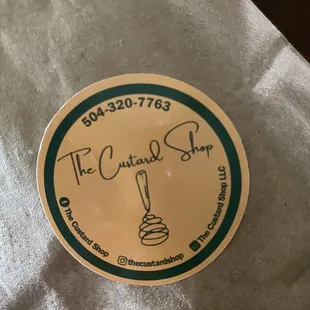 504-320-7763
The Custard Shop
The Custard Shop
thecustardshop
The Custard Shop LLC